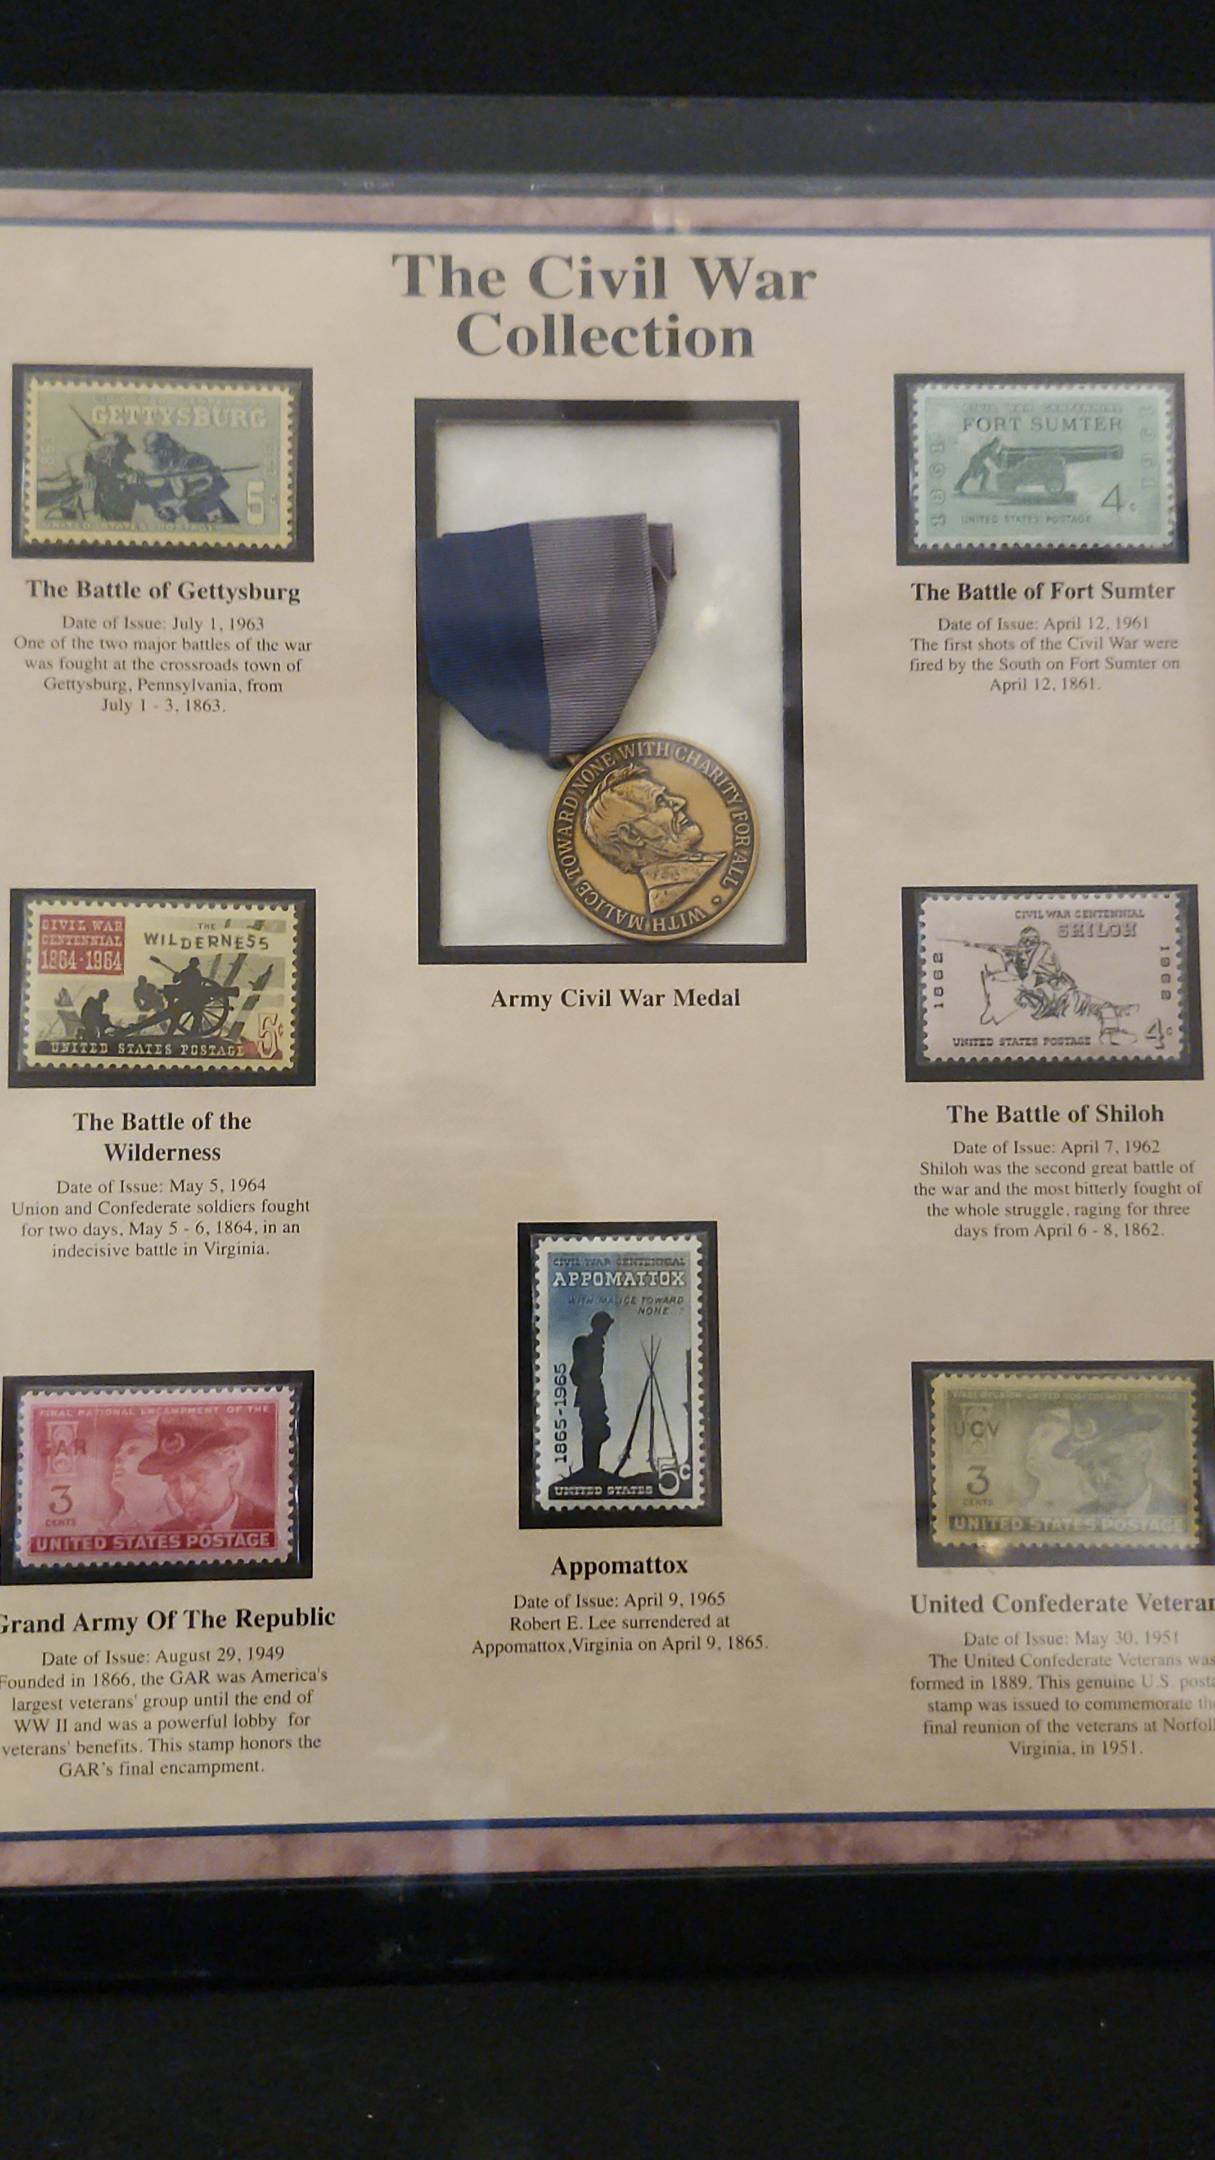 The Civil War
Collection
GETTYSBURG
5c
The Battle of Gettysburg
Date of Issue: July 1, 1963
One of the two major battles of the war
was fought at the crossroads town of
Gettysburg, Pennsylvania, from
July 1 - 3, 1863.
CIVIL WAR CENTENNIAL
FORT SUMTER
1861
1961
4c
UNITED STATES POSTAGE
The Battle of Fort Sumter
Date of Issue: April 12, 1961
The first shots of the Civil War were
fired by the South on Fort Sumter on
April 12, 1861.
WITH MALICE TOWARD NONE WITH CHARITY FOR ALL
Army Civil War Medal
CIVIL WAR
CENTENNIAL
1864-1964
THE
WILDERNESS
5c
UNITED STATES POSTAGE
The Battle of the
Wilderness
Date of Issue: May 5, 1964
Union and Confederate soldiers fought
for two days, May 5 - 6, 1864, in an
indecisive battle in Virginia.
CIVIL WAR CENTENNIAL
SHILOH
1862
1962
UNITED STATES POSTAGE
4c
The Battle of Shiloh
Date of Issue: April 7, 1962
Shiloh was the second great battle of
the war and the most bitterly fought of
the whole struggle, raging for three
days from April 6 - 8, 1862.
CIVIL WAR CENTENNIAL
APPOMATTOX
"WITH MALICE TOWARD
NONE..."
1865-1965
5c
UNITED STATES
Appomattox
Date of Issue: April 9, 1965
Robert E. Lee surrendered at
Appomattox,Virginia on April 9, 1865.
FINAL NATIONAL ENCAMPMENT OF THE
GAR
3
CENTS
UNITED STATES POSTAGE
Grand Army Of The Republic
Date of Issue: August 29, 1949
Founded in 1866, the GAR was America's
largest veterans' group until the end of
WW II and was a powerful lobby for
veterans' benefits. This stamp honors the
GAR's final encampment.
UCV
3
CENTS
UNITED STATES POSTAGE
United Confederate Veteran
Date of Issue: May 30, 1951
The United Confederate Veterans was
formed in 1889. This genuine U.S. posta
stamp was issued to commemorate the
final reunion of the veterans at Norfol
Virginia, in 1951.